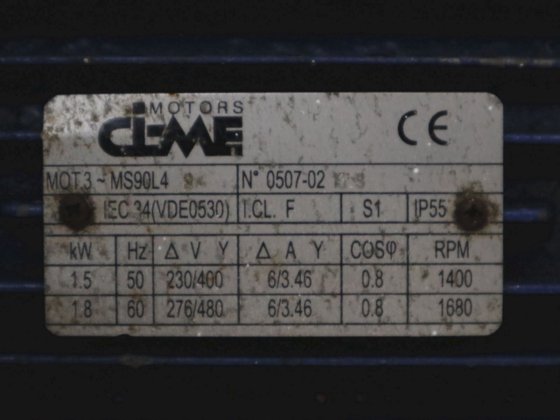 MOTORS
CIME
CE
MOT.3~ MS90L4 N° 0507-02
IEC 34(VDE0530) I.CL. F S1 IP55
kW Hz Δ V Y Δ A Y COSφ RPM
1.5 50 230/400 6/3.46 0.8 1400
1.8 60 276/480 6/3.46 0.8 1680